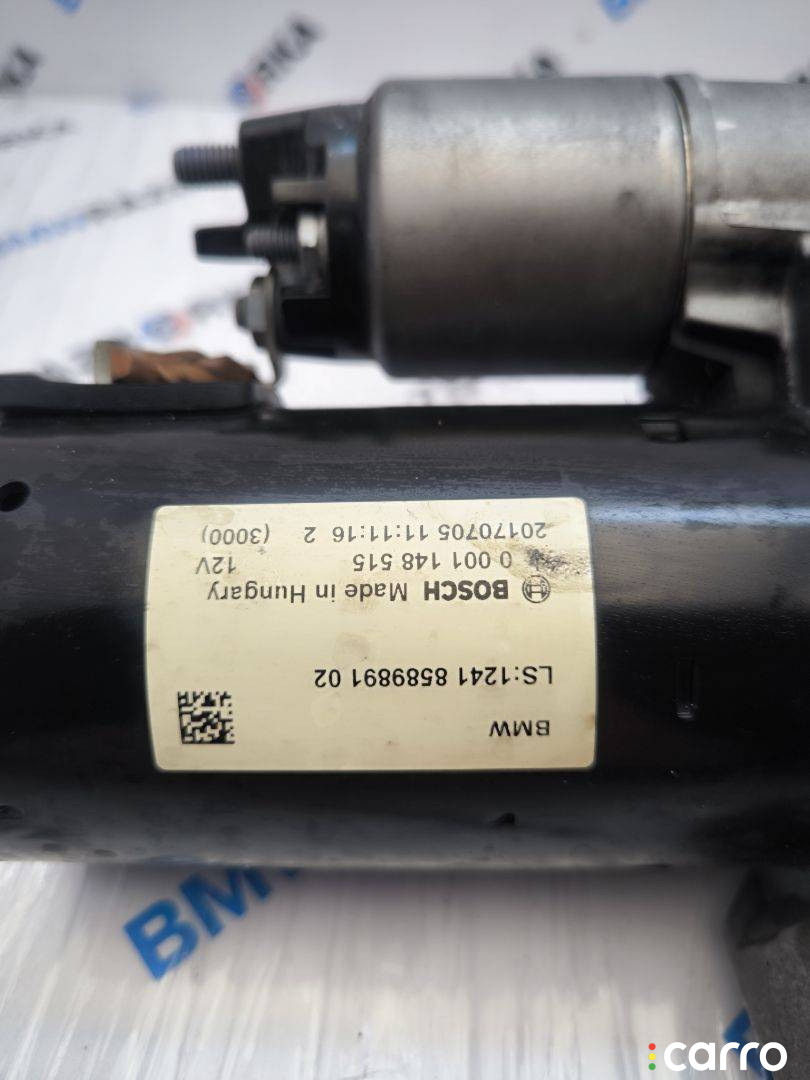 BMW
LS:1241 8589891 02
BOSCH Made in Hungary
0 001 148 515 12V
20170705 11:11:16 2 (3000)
BM
carro